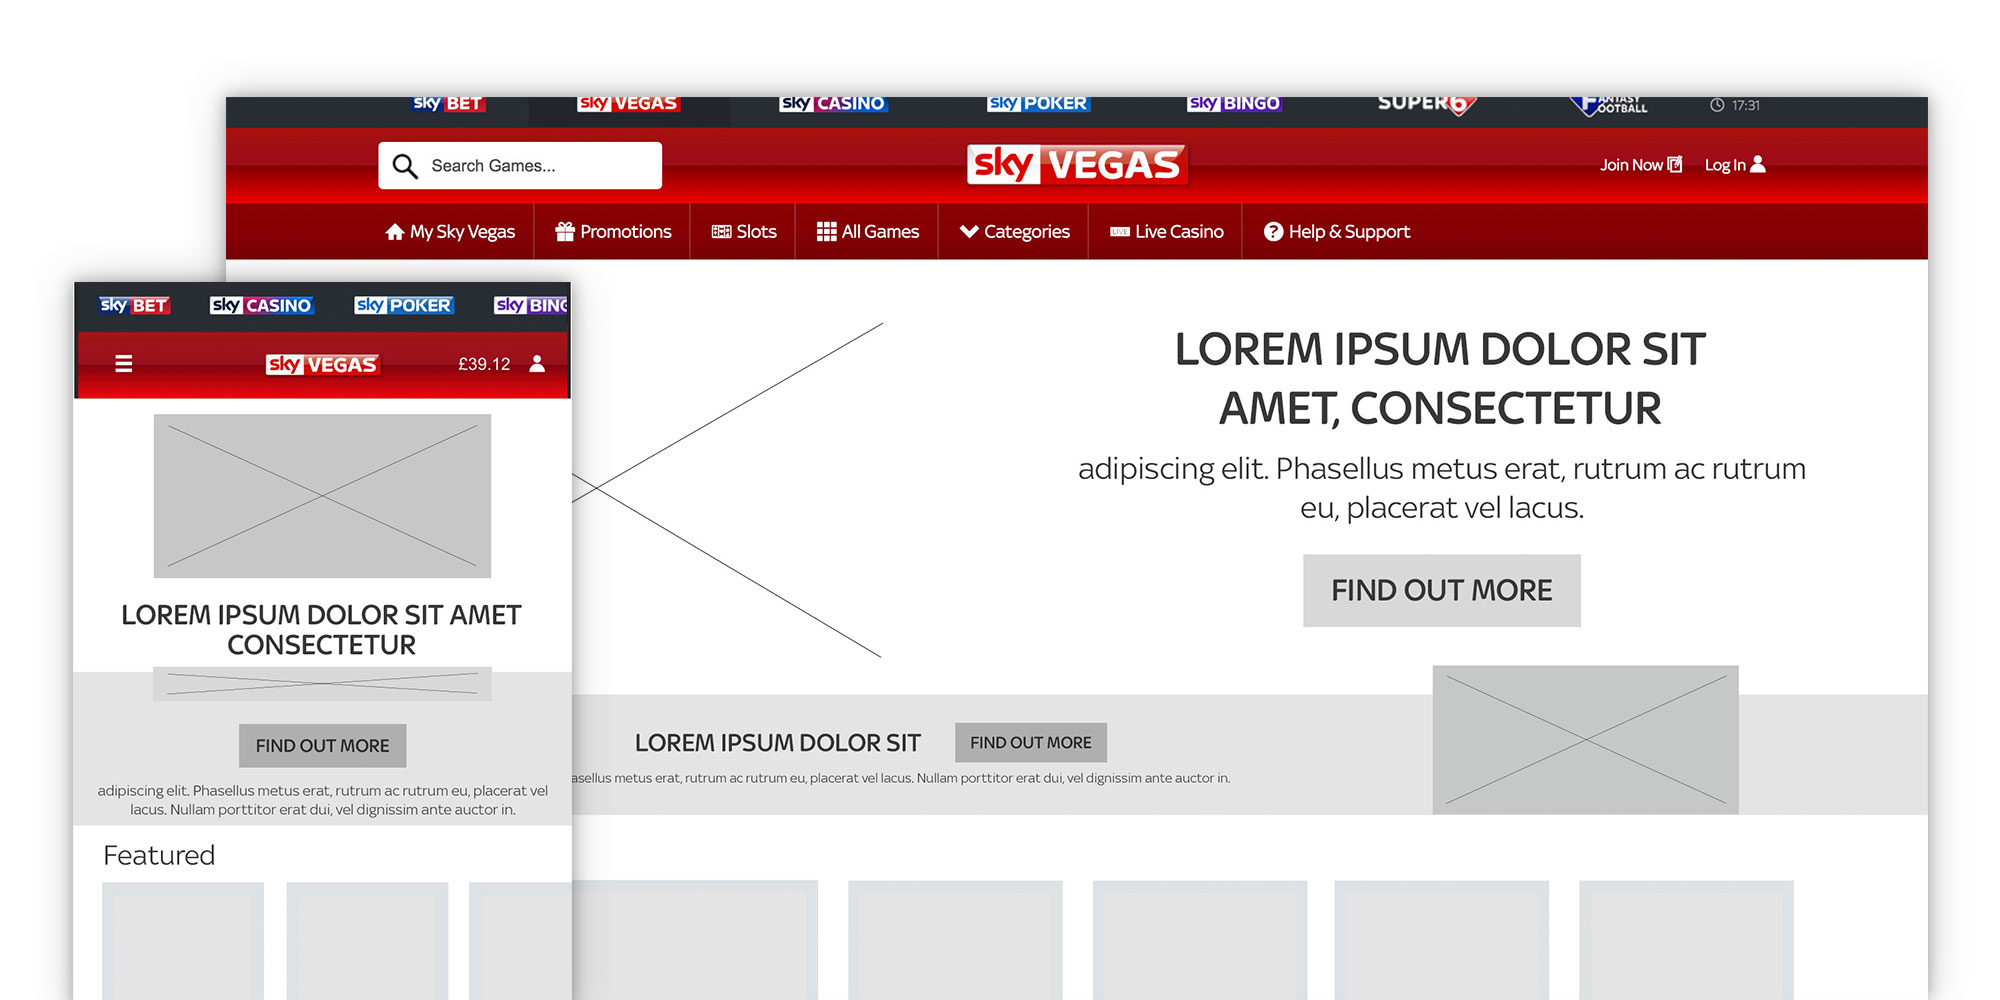 sky BET
sky VEGAS
sky CASINO
sky POKER
sky BINGO
SUPER6
FANTASY FOOTBALL
17:31
Search Games...
sky VEGAS
Join Now
Log In
My Sky Vegas
Promotions
Slots
All Games
Categories
LIVE
Live Casino
? Help & Support
LOREM IPSUM DOLOR SIT
AMET, CONSECTETUR
adipiscing elit. Phasellus metus erat, rutrum ac rutrum
eu, placerat vel lacus.
FIND OUT MORE
LOREM IPSUM DOLOR SIT
FIND OUT MORE
asellus metus erat, rutrum ac rutrum eu, placerat vel lacus. Nullam porttitor erat dui, vel dignissim ante auctor in.
sky BET
sky CASINO
sky POKER
sky BING
sky VEGAS
£39.12
LOREM IPSUM DOLOR SIT AMET
CONSECTETUR
FIND OUT MORE
adipiscing elit. Phasellus metus erat, rutrum ac rutrum eu, placerat vel
lacus. Nullam porttitor erat dui, vel dignissim ante auctor in.
Featured